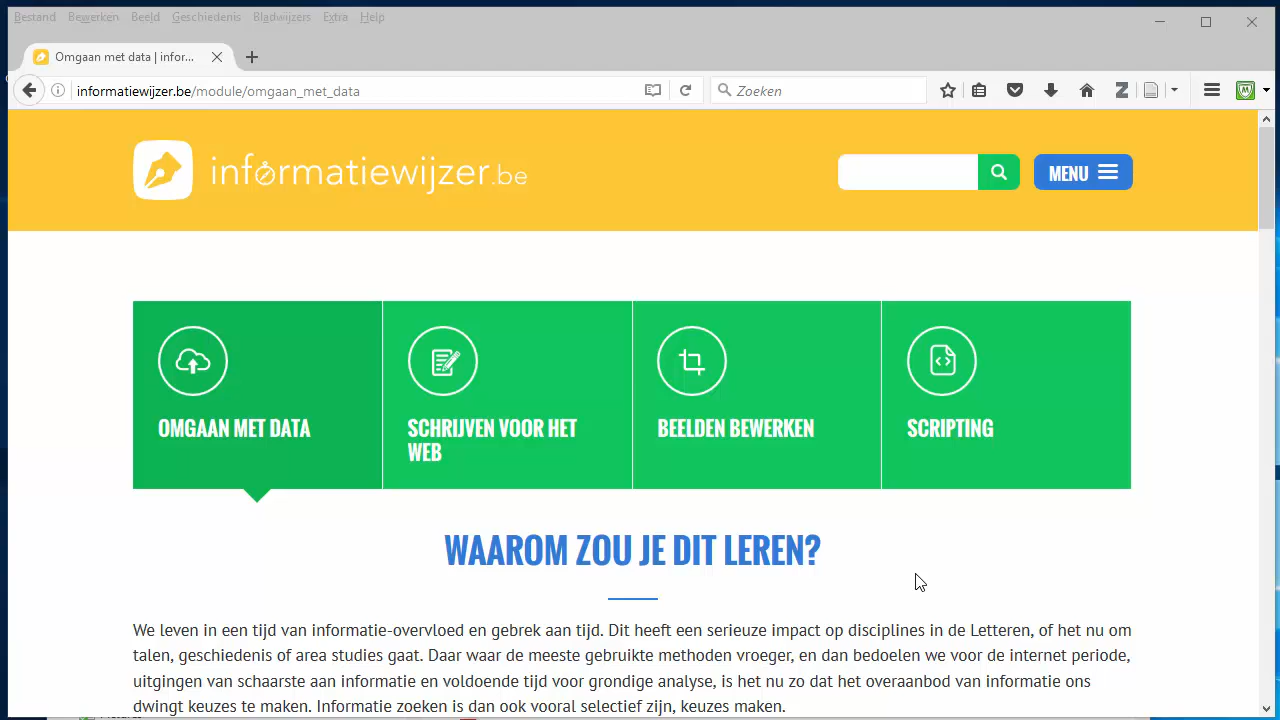 Bestand Bewerken Beeld Geschiedenis Bladwijzers Extra Help
Omgaan met data | infor...
informatiewijzer.be/module/omgaan_met_data
Zoeken
informatiewijzer.be
MENU
OMGAAN MET DATA
SCHRIJVEN VOOR HET
WEB
BEELDEN BEWERKEN
SCRIPTING
WAAROM ZOU JE DIT LEREN?
We leven in een tijd van informatie-overvloed en gebrek aan tijd. Dit heeft een serieuze impact op disciplines in de Letteren, of het nu om
talen, geschiedenis of area studies gaat. Daar waar de meeste gebruikte methoden vroeger, en dan bedoelen we voor de internet periode,
uitgingen van schaarste aan informatie en voldoende tijd voor grondige analyse, is het nu zo dat het overaanbod van informatie ons
dwingt keuzes te maken. Informatie zoeken is dan ook vooral selectief zijn, keuzes maken.